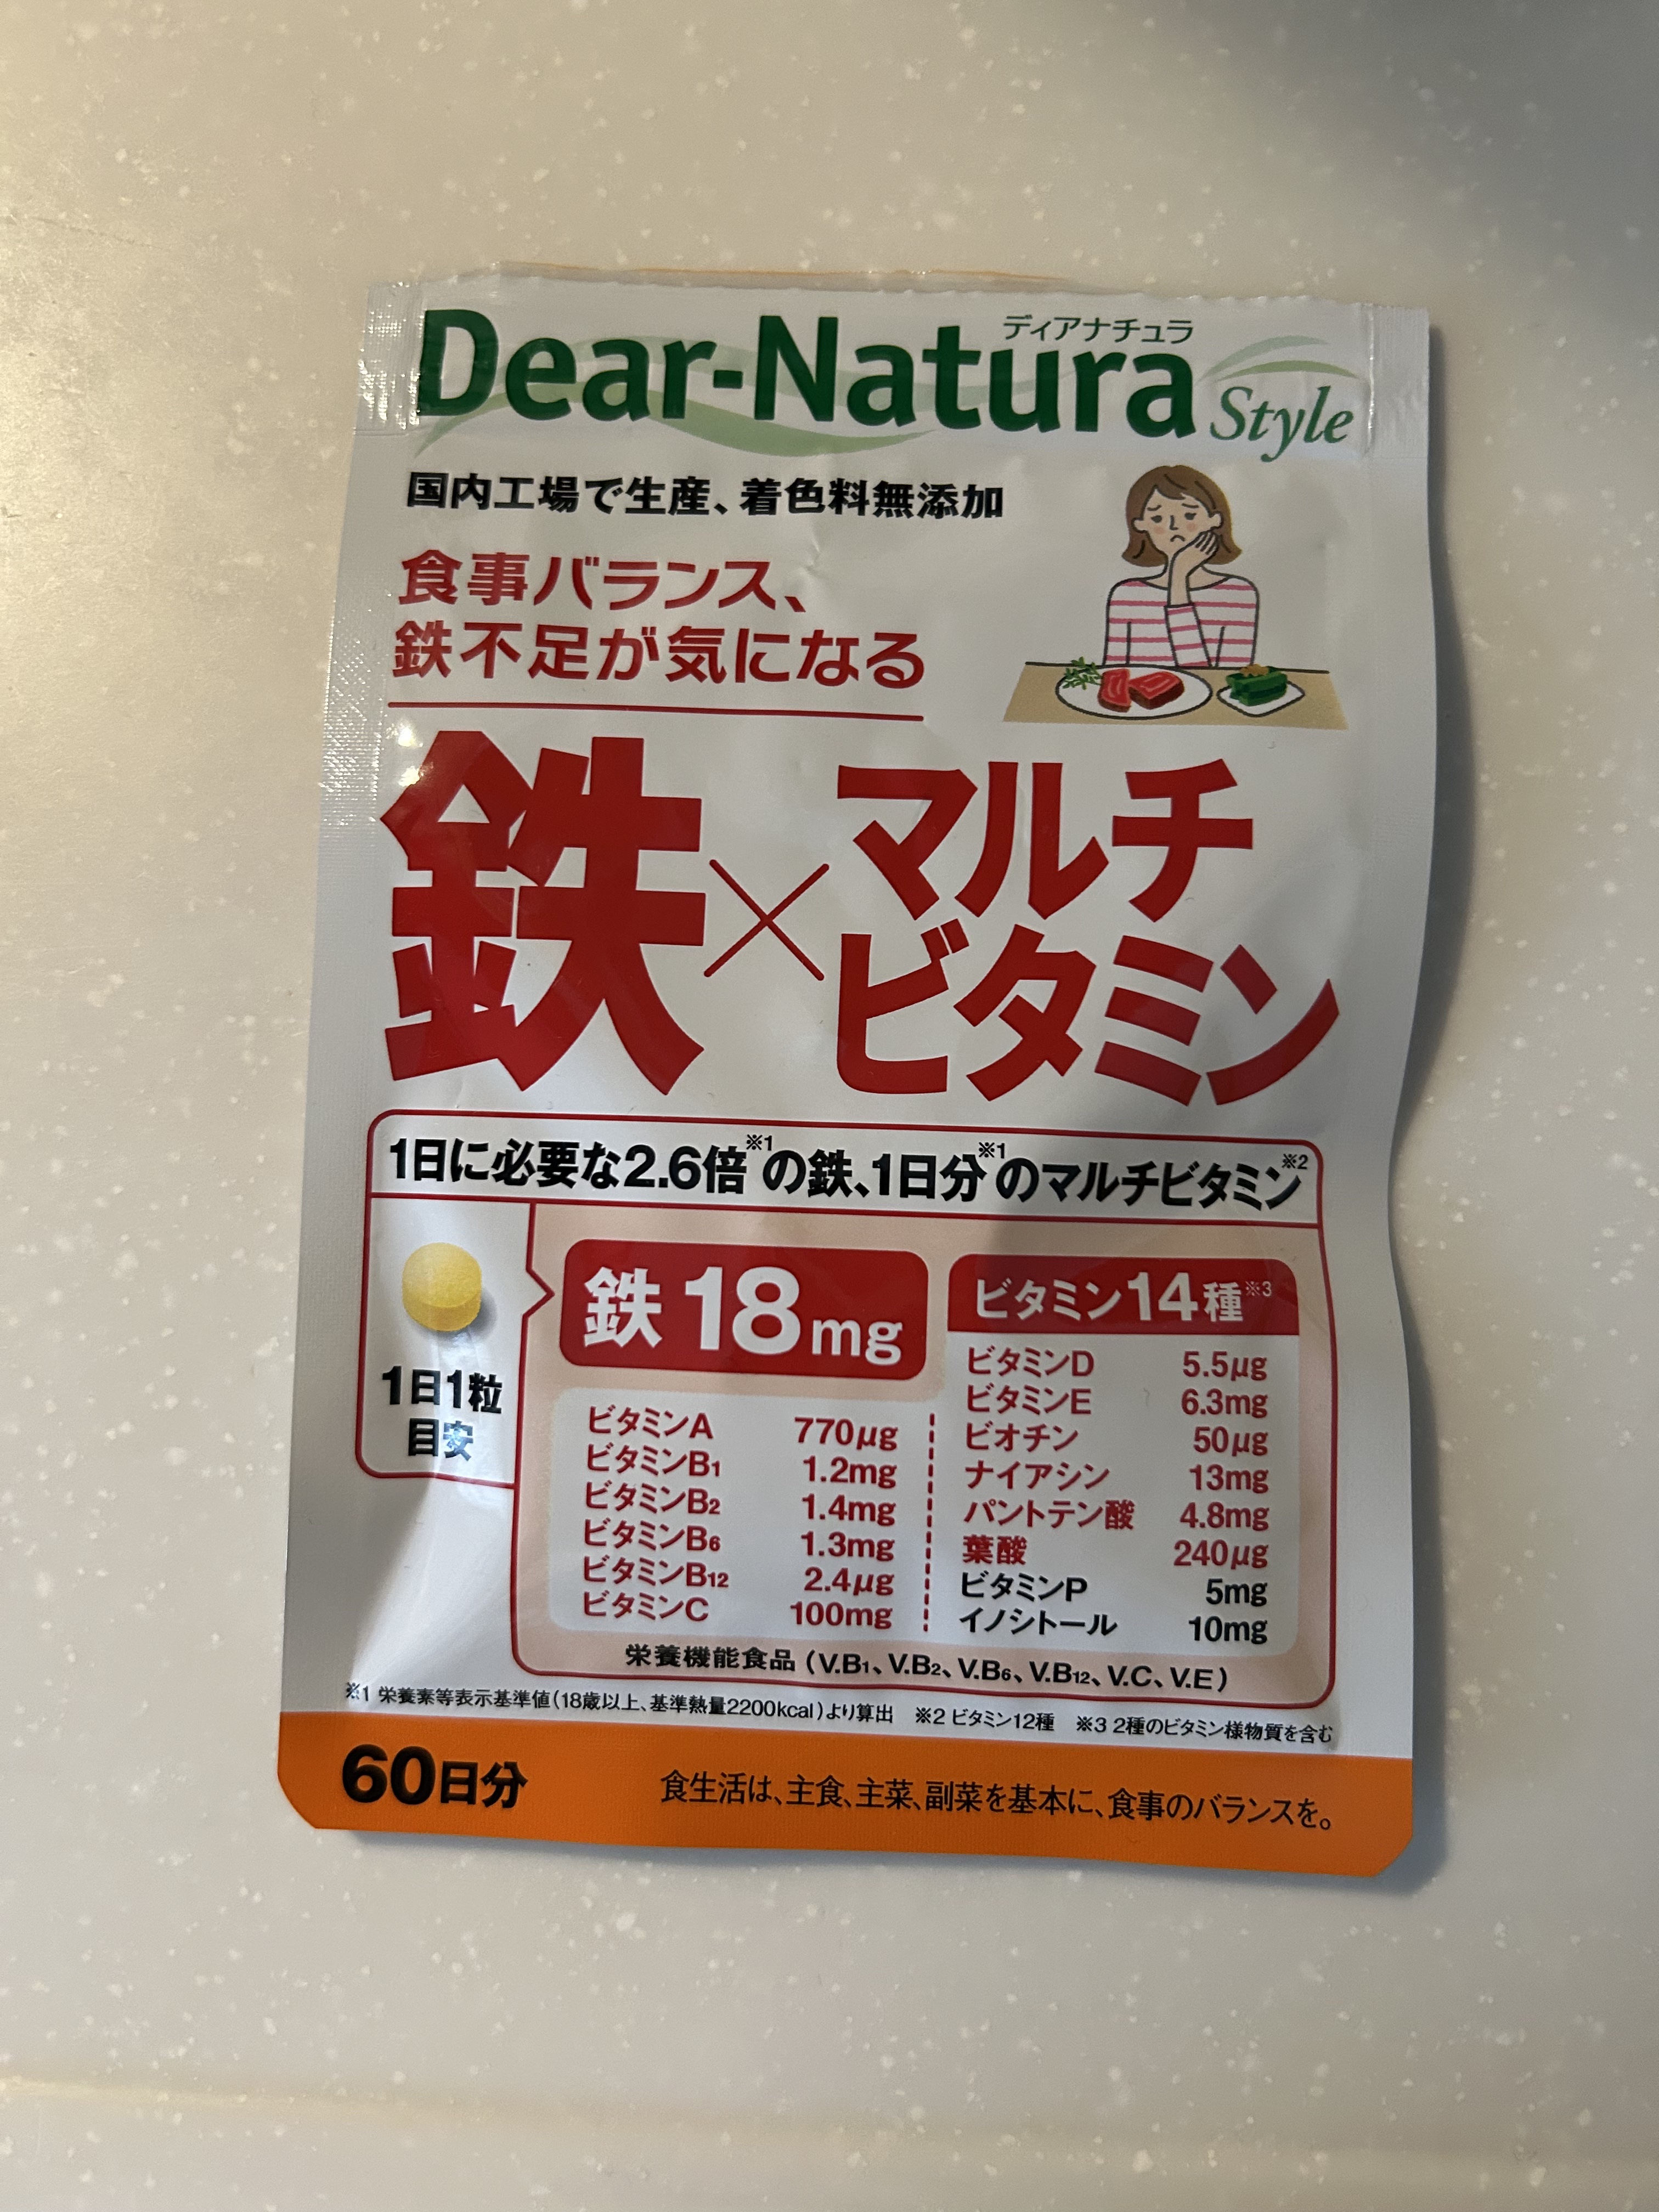 ディアナチュラ
Dear-Natura Style
国内工場で生産、着色料無添加
食事バランス、
鉄不足が気になる
鉄×マルチ
ビタミン
1日に必要な2.6倍※1の鉄、1日分※1のマルチビタミン※2
1日1粒
目安
鉄 18mg
ビタミンA 770μg
ビタミンB1 1.2mg
ビタミンB2 1.4mg
ビタミンB6 1.3mg
ビタミンB12 2.4μg
ビタミンC 100mg
ビタミン14種※3
ビタミンD 5.5μg
ビタミンE 6.3mg
ビオチン 50μg
ナイアシン 13mg
パントテン酸 4.8mg
葉酸 240μg
ビタミンP 5mg
イノシトール 10mg
栄養機能食品(V.B1、V.B2、V.B6、V.B12、V.C、V.E)
※1 栄養素等表示基準値(18歳以上、基準熱量2200kcal)より算出 ※2 ビタミン12種 ※3 2種のビタミン様物質を含む
60日分
食生活は、主食、主菜、副菜を基本に、食事のバランスを。